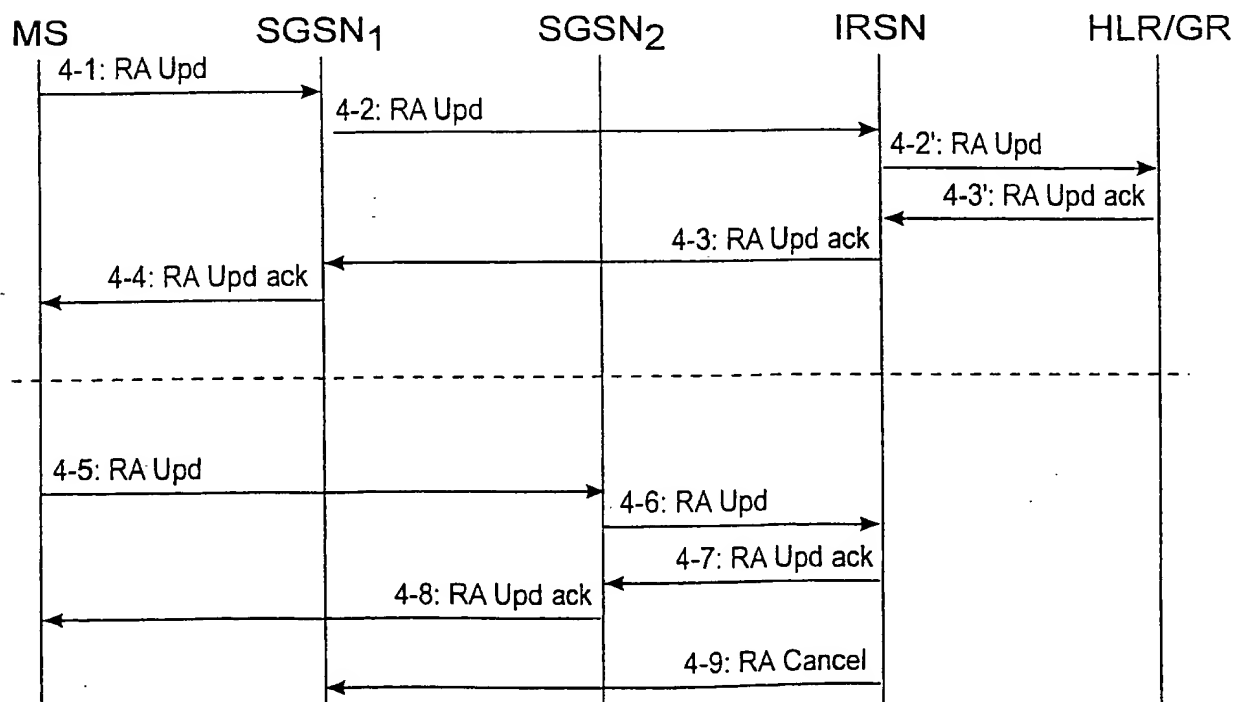 MS SGSN1 SGSN2 IRSN HLR/GR
4-1: RA Upd
4-2: RA Upd
4-2': RA Upd
4-3': RA Upd ack
4-3: RA Upd ack
4-4: RA Upd ack
4-5: RA Upd
4-6: RA Upd
4-7: RA Upd ack
4-8: RA Upd ack
4-9: RA Cancel